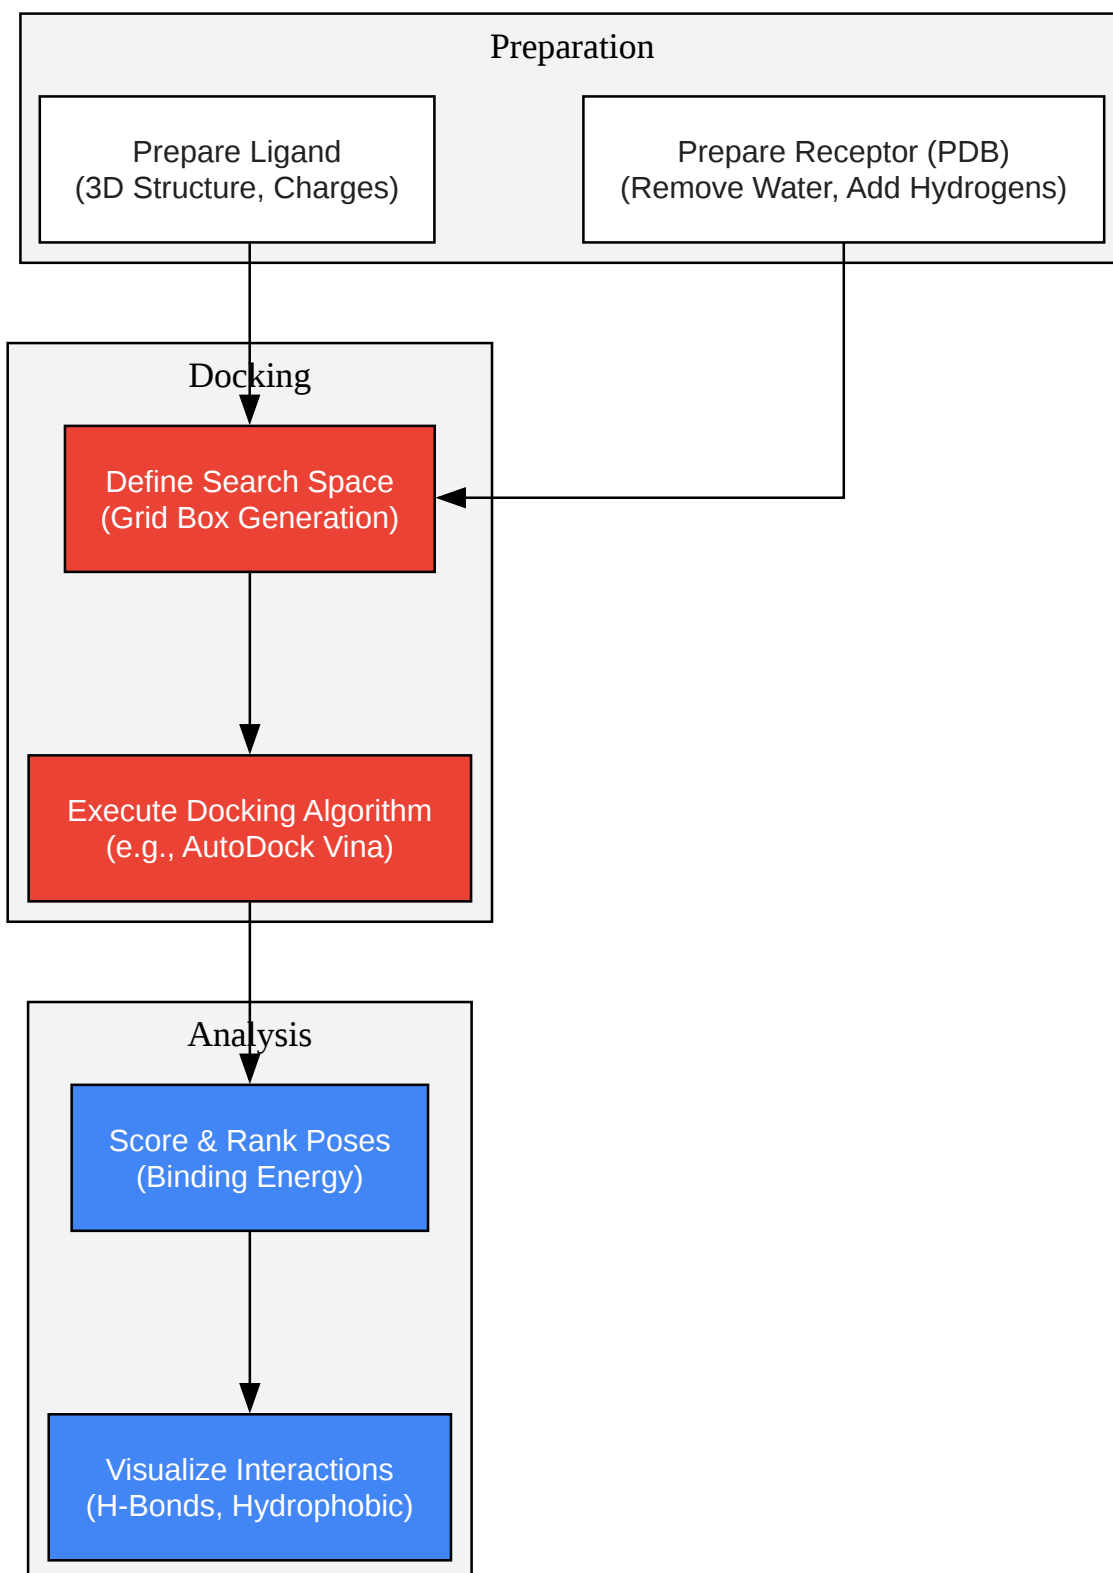 Preparation
Prepare Ligand
(3D Structure, Charges)
Prepare Receptor (PDB)
(Remove Water, Add Hydrogens)
Docking
Define Search Space
(Grid Box Generation)
Execute Docking Algorithm
(e.g., AutoDock Vina)
Analysis
Score & Rank Poses
(Binding Energy)
Visualize Interactions
(H-Bonds, Hydrophobic)